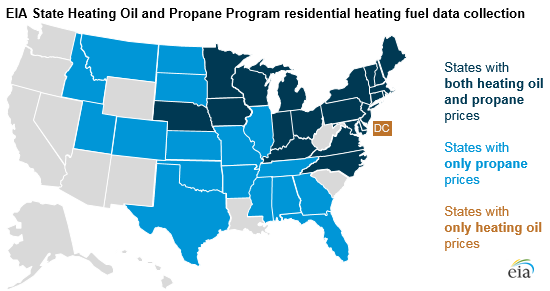 EIA State Heating Oil and Propane Program residential heating fuel data collection
States with
both heating oil
and propane
prices
DC
States with
only propane
prices
States with
only heating oil
prices
eia